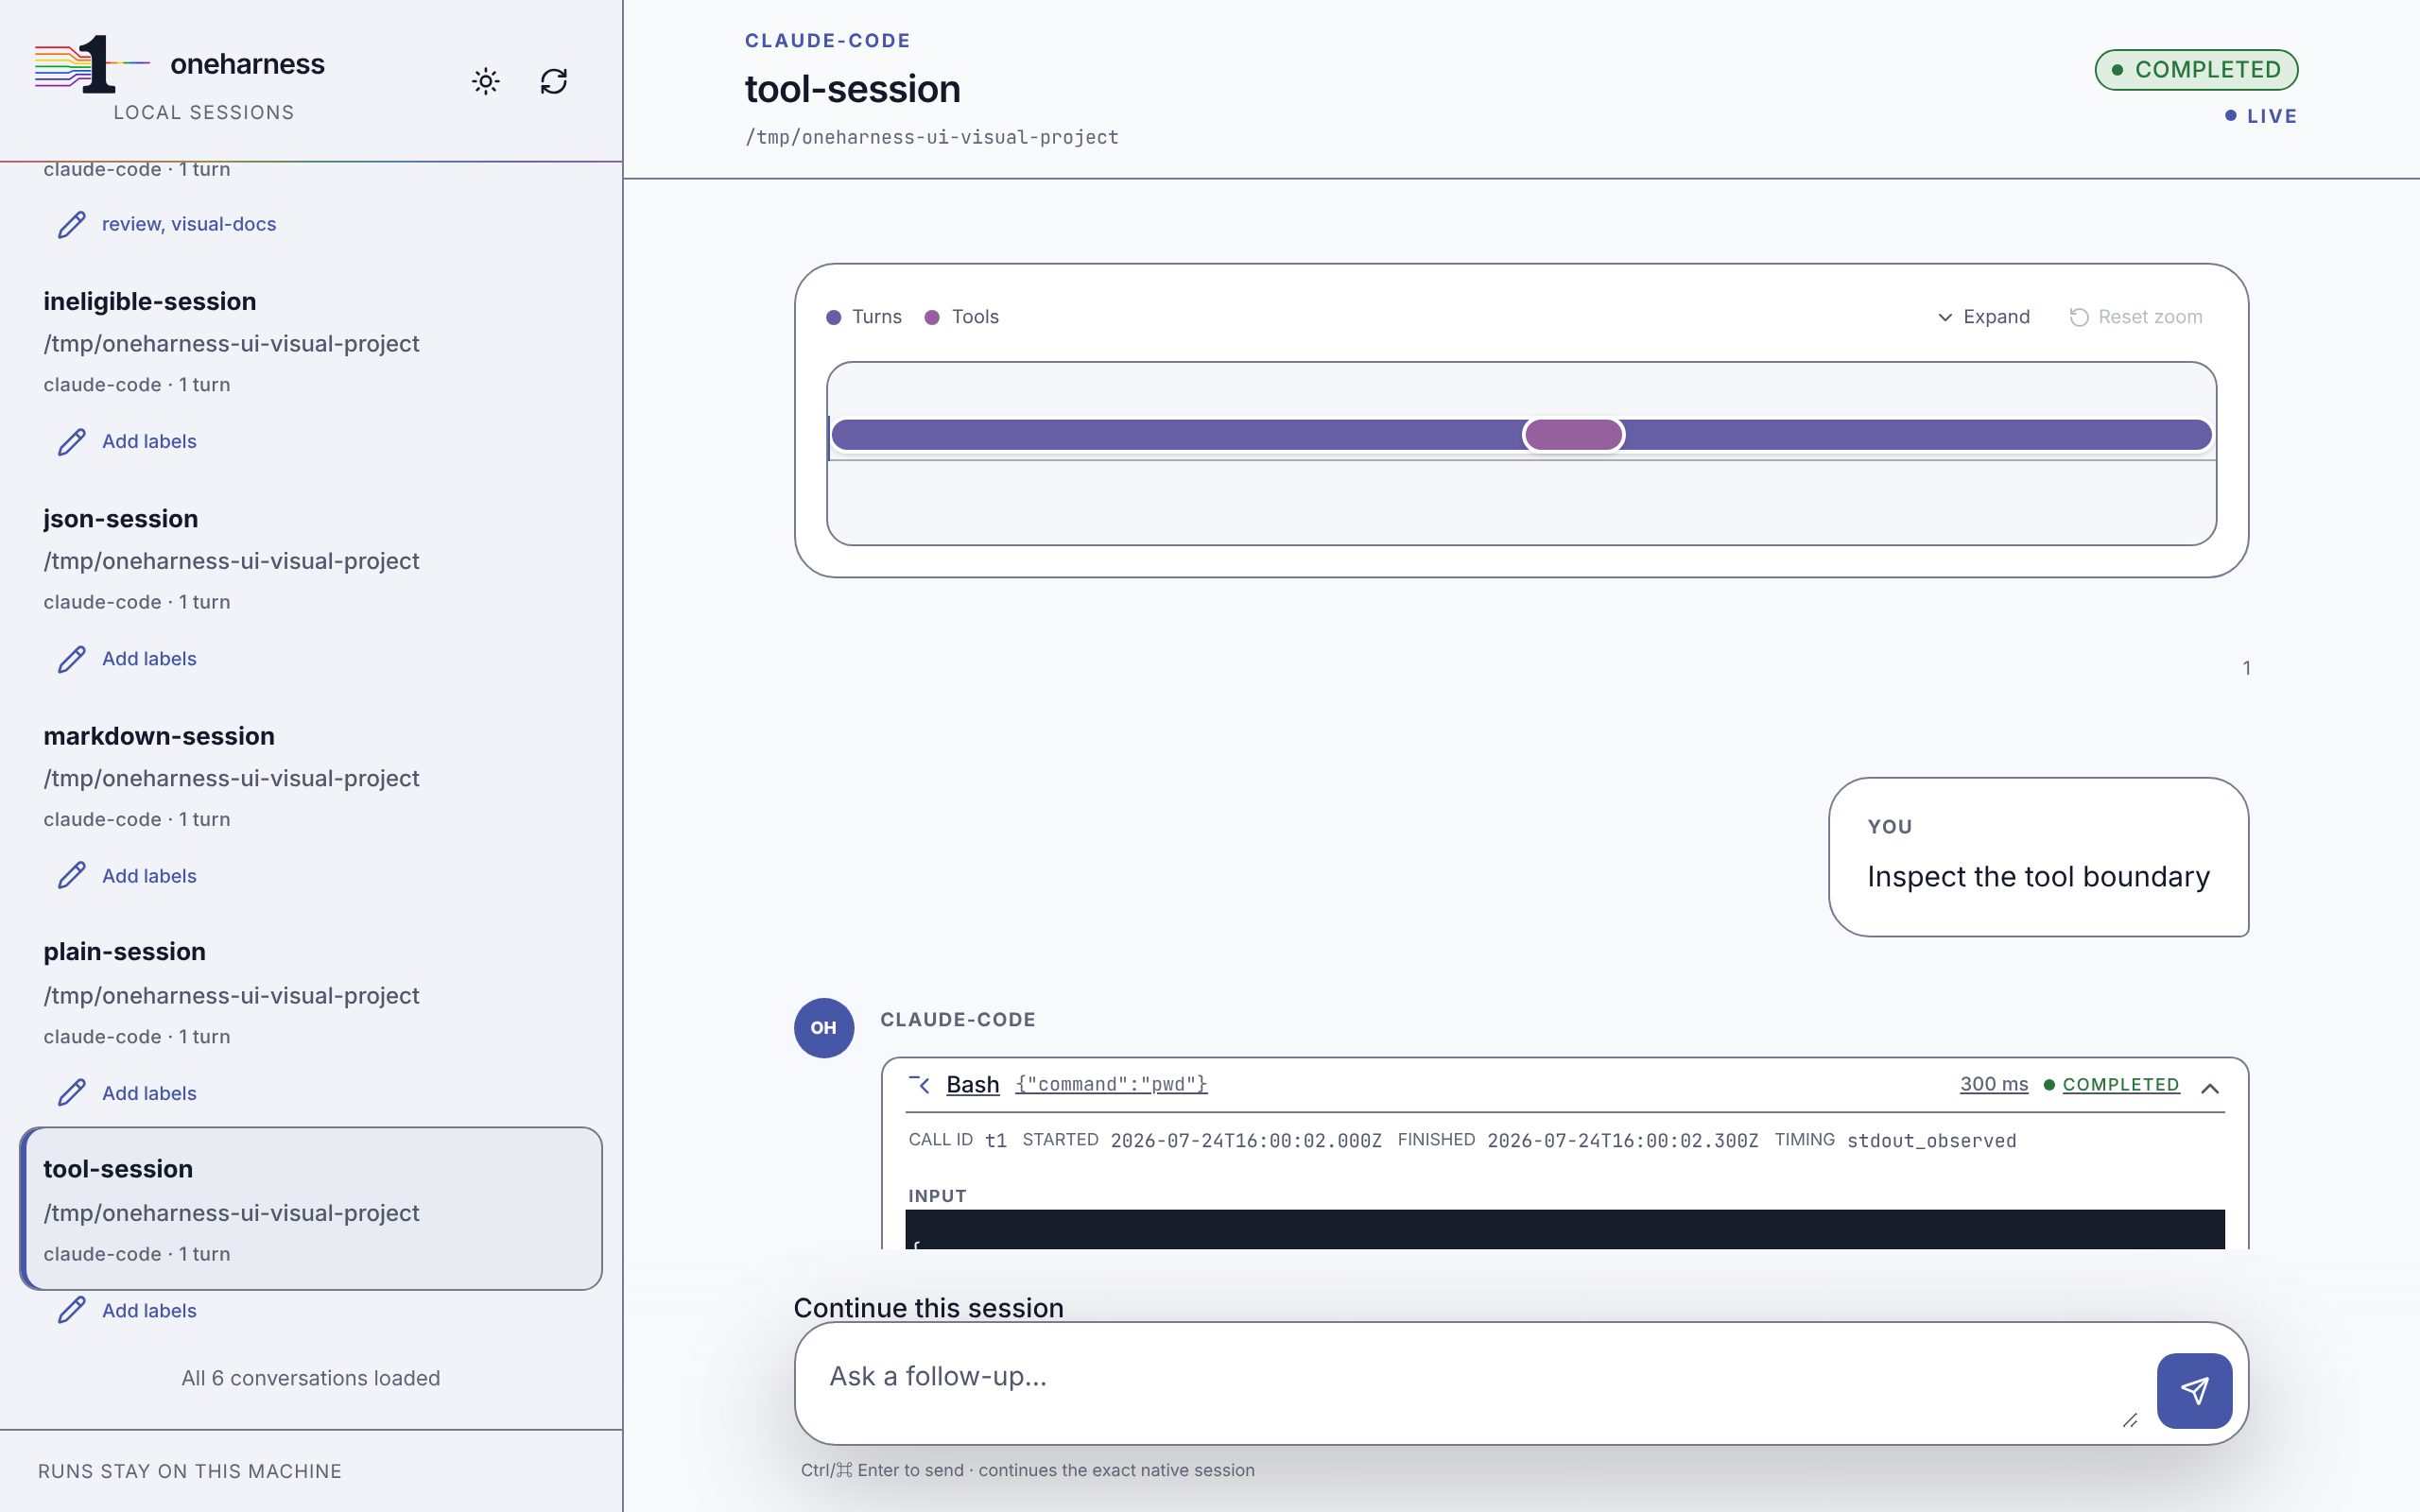 1 oneharness
LOCAL SESSIONS
claude-code · 1 turn
review, visual-docs
ineligible-session
/tmp/oneharness-ui-visual-project
claude-code · 1 turn
Add labels
json-session
/tmp/oneharness-ui-visual-project
claude-code · 1 turn
Add labels
markdown-session
/tmp/oneharness-ui-visual-project
claude-code · 1 turn
Add labels
plain-session
/tmp/oneharness-ui-visual-project
claude-code · 1 turn
Add labels
tool-session
/tmp/oneharness-ui-visual-project
claude-code · 1 turn
Add labels
All 6 conversations loaded
RUNS STAY ON THIS MACHINE
CLAUDE-CODE
tool-session
/tmp/oneharness-ui-visual-project
COMPLETED
LIVE
Turns Tools Expand Reset zoom
1
YOU
Inspect the tool boundary
OH CLAUDE-CODE
Bash {"command":"pwd"} 300 ms COMPLETED
CALL ID t1 STARTED 2026-07-24T16:00:02.000Z FINISHED 2026-07-24T16:00:02.300Z TIMING stdout_observed
INPUT
{
Continue this session
Ask a follow-up...
Ctrl/⌘ Enter to send · continues the exact native session